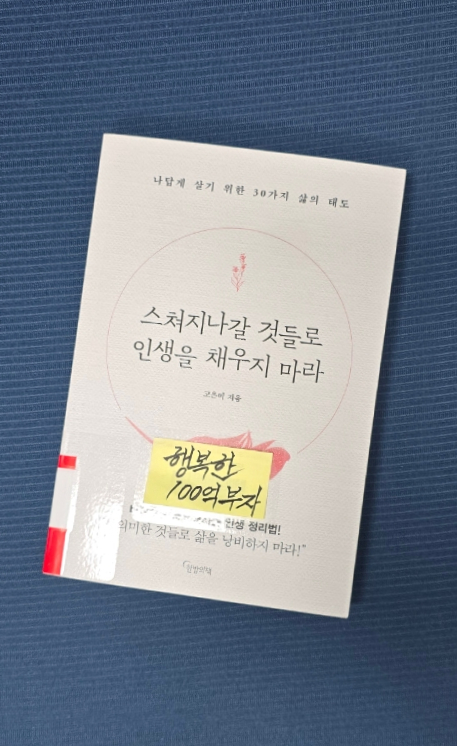 나답게 살기 위한 30가지 삶의 태도
스쳐지나갈 것들로
인생을 채우지 마라
고은미 지음
행복한
100억부자
인생 정리법!
의미한 것들로 삶을 낭비하지 마라!"